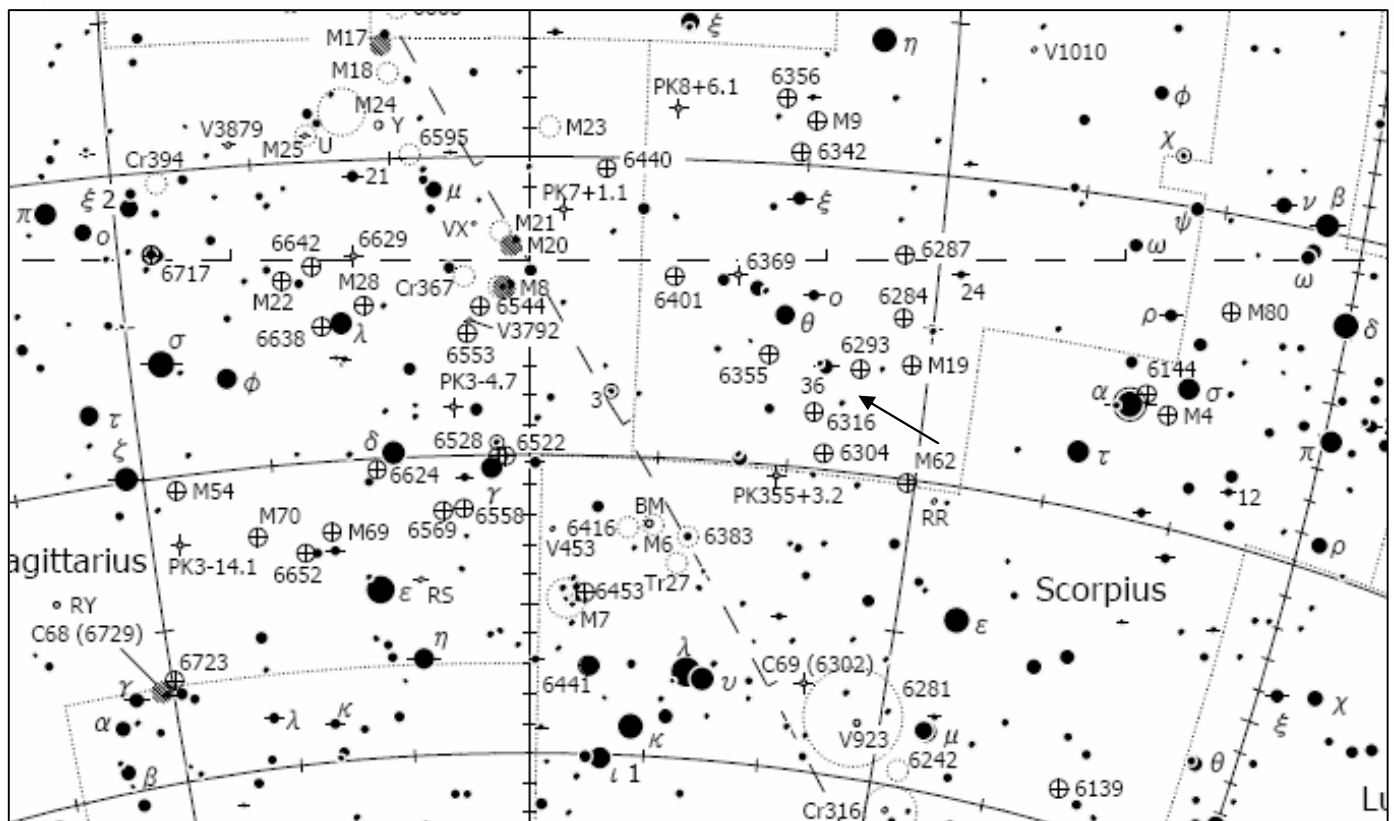 ξ
M17
η
V1010
M18
6356
PK8+6.1
φ
M24
M9
V3879
Y
M23
χ
M25
U
6595
6342
Cr394
6440
21
μ
PK7+1.1
ξ 2
ξ
ν
β
π
ψ
ο
VX
M21
M20
ω
6642
6629
6287
6717
6369
ω
M28
Cr367
M8
M22
6401
24
6544
ο
6284
ρ
M80
V3792
θ
δ
6638
λ
σ
6553
6293
6355
M19
6144
φ
PK3-4.7
3
36
α
σ
M4
6316
τ
δ
6528
6522
ζ
6304
M62
τ
π
6624
M54
γ
PK355+3.2
12
RR
M70
M69
6569
6558
6416
BM
M6
6383
V453
ρ
agittarius
PK3-14.1
6652
Tr27
Scorpius
ε
RS
6453
RY
M7
C68 (6729)
ε
η
λ
6723
6441
υ
C69 (6302)
γ
6281
χ
ξ
α
λ
κ
κ
V923
μ
β
ι 1
6242
θ
6139
Cr316